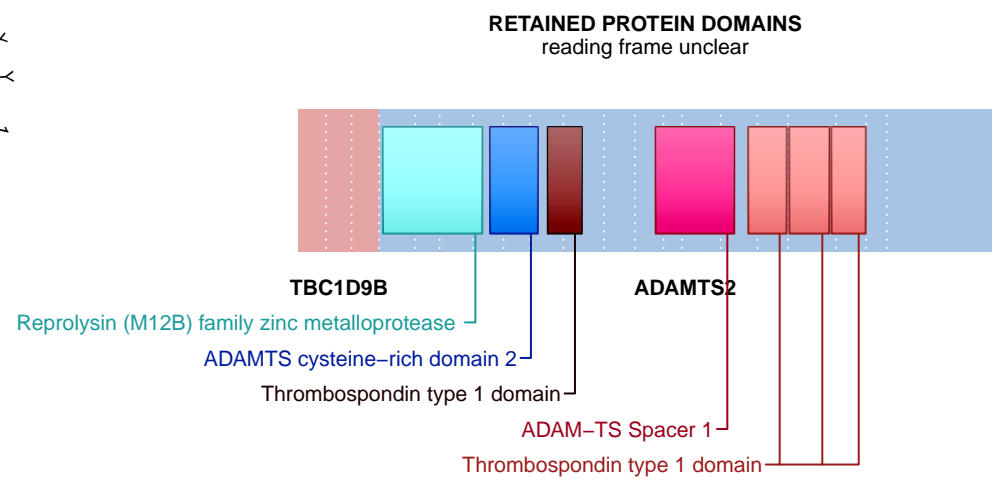 RETAINED PROTEIN DOMAINS
reading frame unclear
TBC1D9B
ADAMTS2
Reprolysin (M12B) family zinc metalloprotease
ADAMTS cysteine−rich domain 2
Thrombospondin type 1 domain
ADAM−TS Spacer 1
Thrombospondin type 1 domain